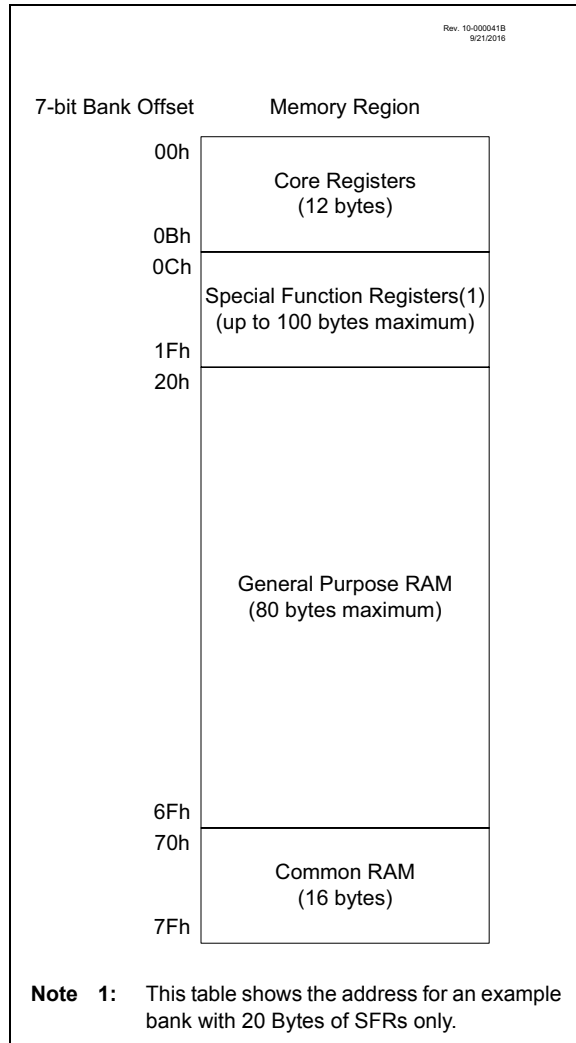 Rev. 10-000041B
9/21/2016
7-bit Bank Offset Memory Region
00h
Core Registers
(12 bytes)
0Bh
0Ch
Special Function Registers(1)
(up to 100 bytes maximum)
1Fh
20h
General Purpose RAM
(80 bytes maximum)
6Fh
70h
Common RAM
(16 bytes)
7Fh
Note 1: This table shows the address for an example
bank with 20 Bytes of SFRs only.